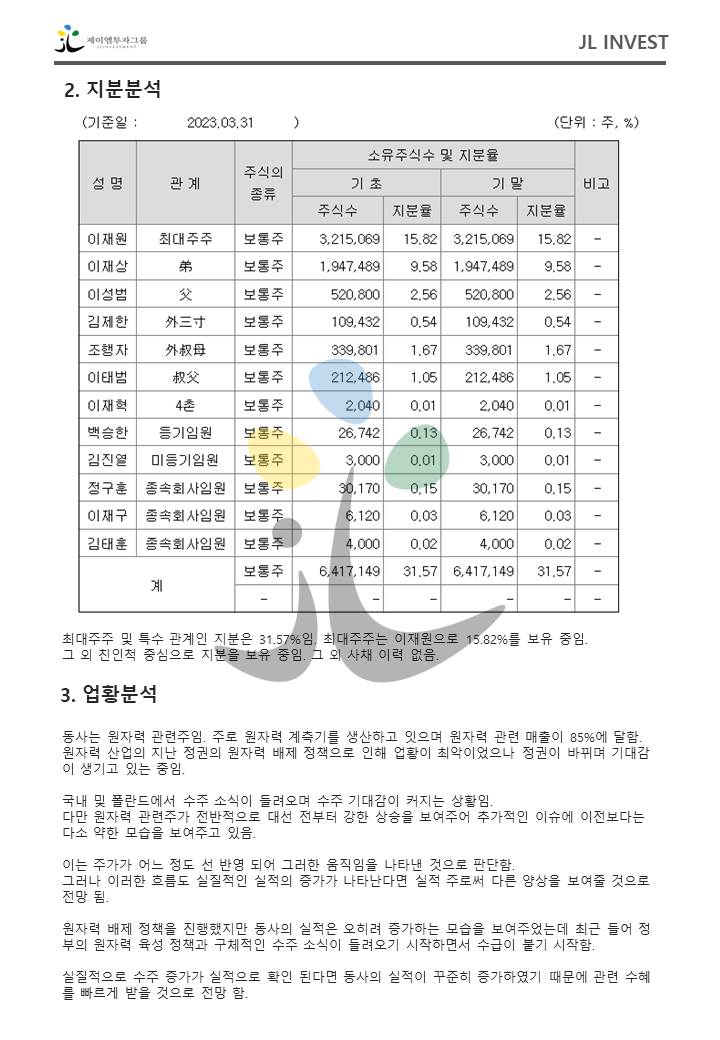 제이엘투자그룹
JLINVESTMENT
JL INVEST
2. 지분분석
(기준일 : 2023.03.31 ) (단위 : 주, %)
성 명 관 계 주식의 종류 소유주식수 및 지분율 비고
기 초 기 말
주식수 지분율 주식수 지분율
이재원 최대주주 보통주 3,215,069 15.82 3,215,069 15.82 -
이재상 弟 보통주 1,947,489 9.58 1,947,489 9.58 -
이성범 父 보통주 520,800 2.56 520,800 2.56 -
김제한 外三寸 보통주 109,432 0.54 109,432 0.54 -
조행자 外叔母 보통주 339,801 1.67 339,801 1.67 -
이태범 叔父 보통주 212,486 1.05 212,486 1.05 -
이재혁 4촌 보통주 2,040 0.01 2,040 0.01 -
백승한 등기임원 보통주 26,742 0.13 26,742 0.13 -
김진열 미등기임원 보통주 3,000 0.01 3,000 0.01 -
정구훈 종속회사임원 보통주 30,170 0.15 30,170 0.15 -
이재구 종속회사임원 보통주 6,120 0.03 6,120 0.03 -
김태훈 종속회사임원 보통주 4,000 0.02 4,000 0.02 -
계 보통주 6,417,149 31.57 6,417,149 31.57 -
- - - - - -
최대주주 및 특수 관계인 지분은 31.57%임. 최대주주는 이재원으로 15.82%를 보유 중임.
그 외 친인척 중심으로 지분을 보유 중임. 그 외 사채 이력 없음.
3. 업황분석
동사는 원자력 관련주임. 주로 원자력 계측기를 생산하고 잇으며 원자력 관련 매출이 85%에 달함.
원자력 산업의 지난 정권의 원자력 배제 정책으로 인해 업황이 최악이었으나 정권이 바뀌며 기대감
이 생기고 있는 중임.
국내 및 폴란드에서 수주 소식이 들려오며 수주 기대감이 커지는 상황임.
다만 원자력 관련주가 전반적으로 대선 전부터 강한 상승을 보여주어 추가적인 이슈에 이전보다는
다소 약한 모습을 보여주고 있음.
이는 주가가 어느 정도 선 반영 되어 그러한 움직임을 나타낸 것으로 판단함.
그러나 이러한 흐름도 실질적인 실적의 증가가 나타난다면 실적 주로써 다른 양상을 보여줄 것으로
전망 됨.
원자력 배제 정책을 진행했지만 동사의 실적은 오히려 증가하는 모습을 보여주었는데 최근 들어 정
부의 원자력 육성 정책과 구체적인 수주 소식이 들려오기 시작하면서 수급이 붙기 시작함.
실질적으로 수주 증가가 실적으로 확인 된다면 동사의 실적이 꾸준히 증가하였기 때문에 관련 수혜
를 빠르게 받을 것으로 전망 함.